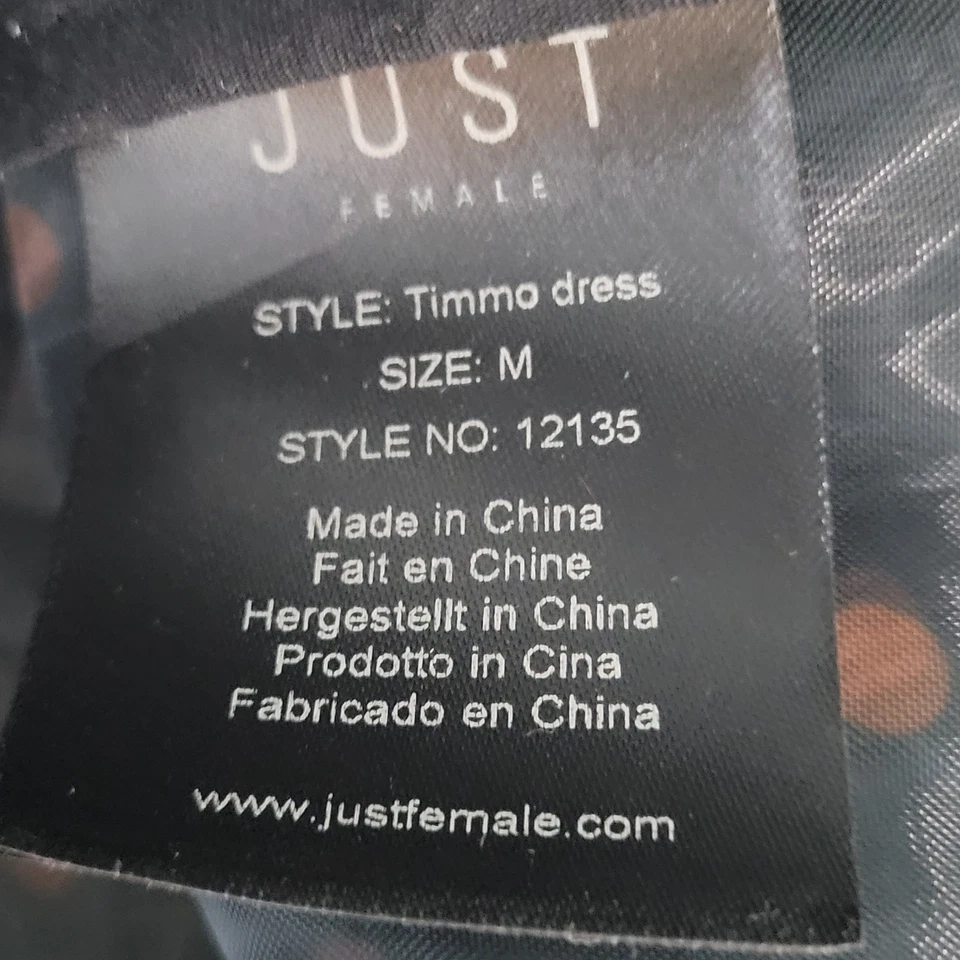 JUST
FEMALE
STYLE: Timmo dress
SIZE: M
STYLE NO: 12135
Made in China
Fait en Chine
Hergestellt in China
Prodotto in Cina
Fabricado en China
www.justfemale.com